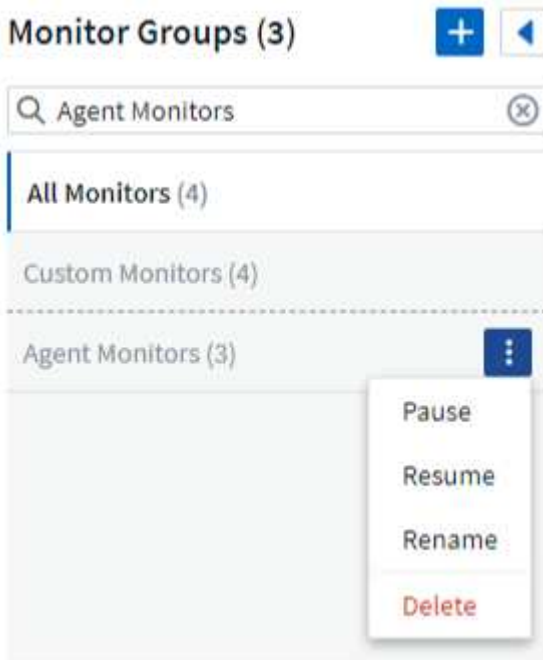 Monitor Groups (3)
Agent Monitors
All Monitors (4)
Custom Monitors (4)
Agent Monitors (3)
Pause
Resume
Rename
Delete